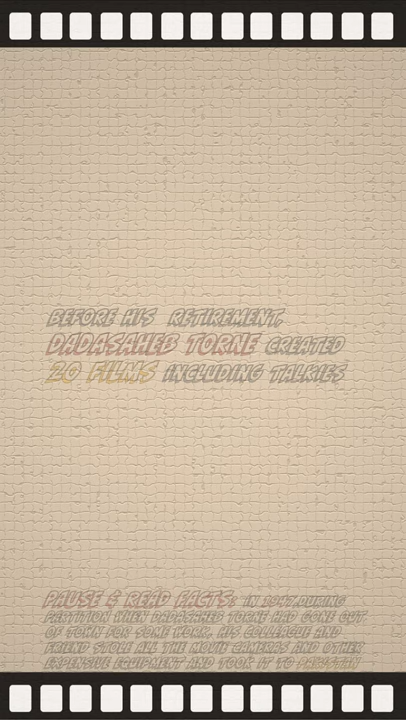 BEFORE HIS RETIREMENT,
DADASAHEB TORNE CREATED
20 FILMS INCLUDING TALKIES
PAUSE & READ FACTS: IN 1947,DURING
PARTITION WHEN DADASAHEB TORNE HAD GONE OUT
OF TOWN FOR SOME WORK, HIS COLLEAGUE AND
FRIEND STOLE ALL THE MOVIE CAMERAS AND OTHER
EXPENSIVE EQUIPMENT AND TOOK IT TO PAKISTAN